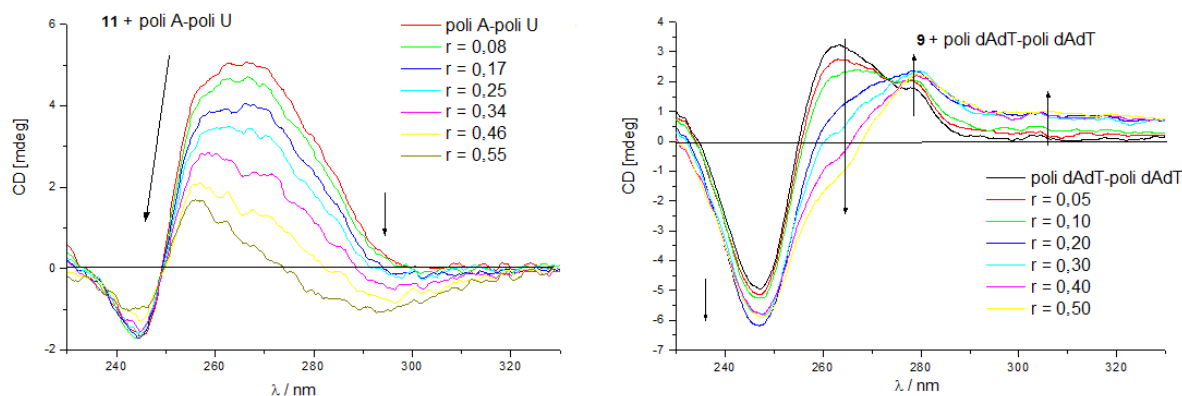 11 + poli A-poli U
poli A-poli U
r = 0,08
r = 0,17
r = 0,25
r = 0,34
r = 0,46
r = 0,55
CD [mdeg]
6
4
2
0
-2
240 260 280 300 320
λ / nm
9 + poli dAdT-poli dAdT
poli dAdT-poli dAdT
r = 0,05
r = 0,10
r = 0,20
r = 0,30
r = 0,40
r = 0,50
CD [mdeg]
4
3
2
1
0
-1
-2
-3
-4
-5
-6
-7
240 260 280 300 320
λ / nm